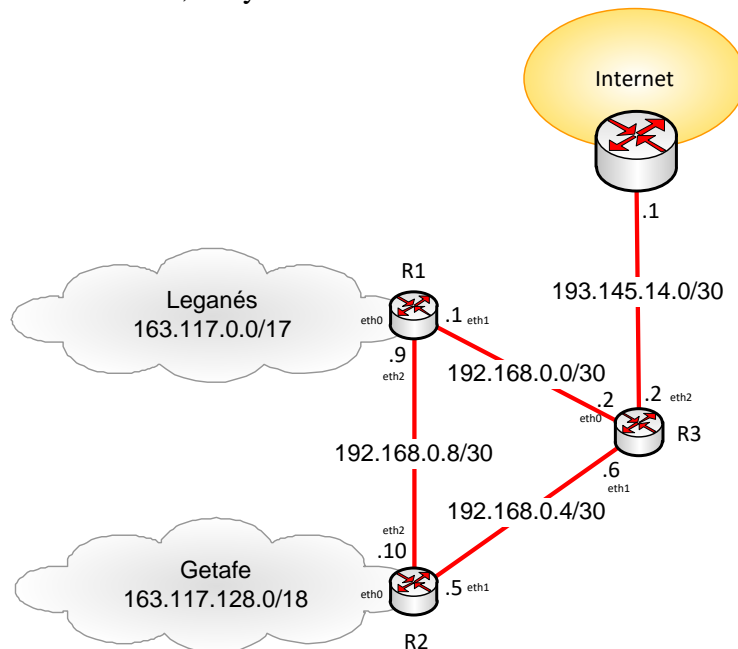 Internet
.1
193.145.14.0/30
R1
Leganés
163.117.0.0/17
eth0
.1 eth1
.9
eth2
192.168.0.0/30
.2
eth0
.2 eth2
R3
192.168.0.8/30
.6
eth1
192.168.0.4/30
eth2
.10
Getafe
163.117.128.0/18
eth0
.5 eth1
R2